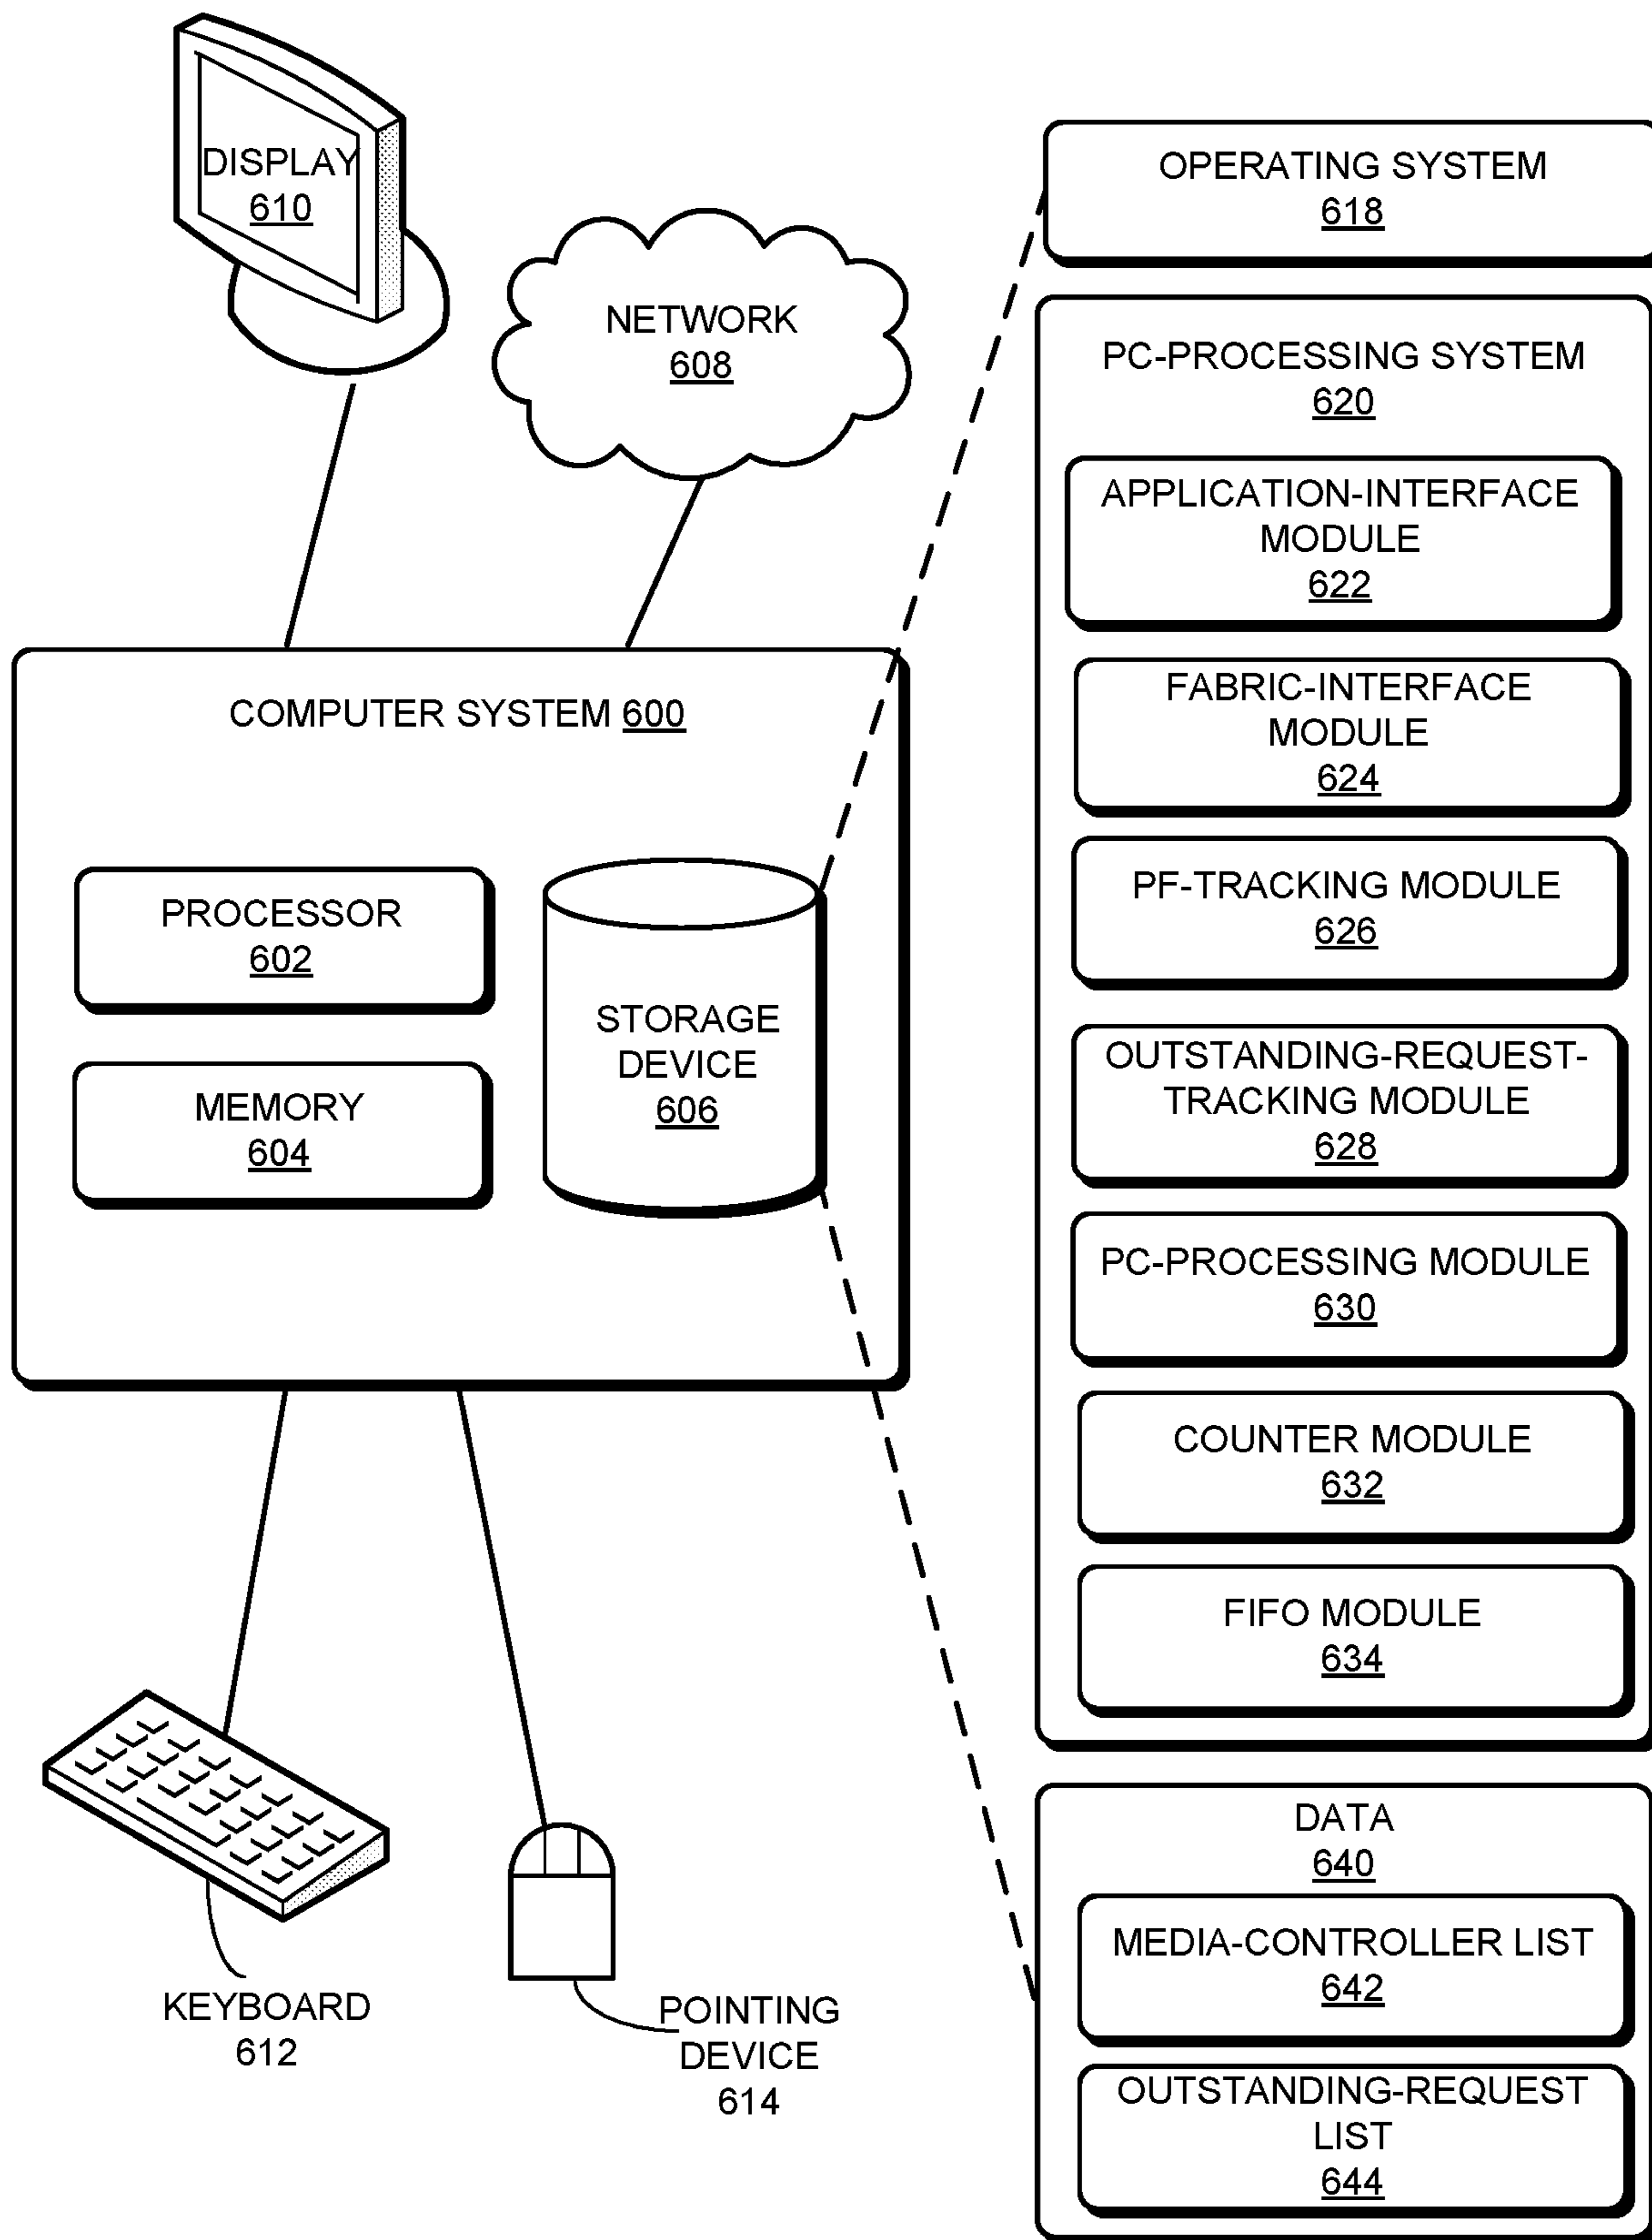 DISPLAY
610
NETWORK
608
COMPUTER SYSTEM 600
PROCESSOR
602
MEMORY
604
STORAGE
DEVICE
606
KEYBOARD
612
POINTING
DEVICE
614
OPERATING SYSTEM
618
PC-PROCESSING SYSTEM
620
APPLICATION-INTERFACE
MODULE
622
FABRIC-INTERFACE
MODULE
624
PF-TRACKING MODULE
626
OUTSTANDING-REQUEST-
TRACKING MODULE
628
PC-PROCESSING MODULE
630
COUNTER MODULE
632
FIFO MODULE
634
DATA
640
MEDIA-CONTROLLER LIST
642
OUTSTANDING-REQUEST
LIST
644